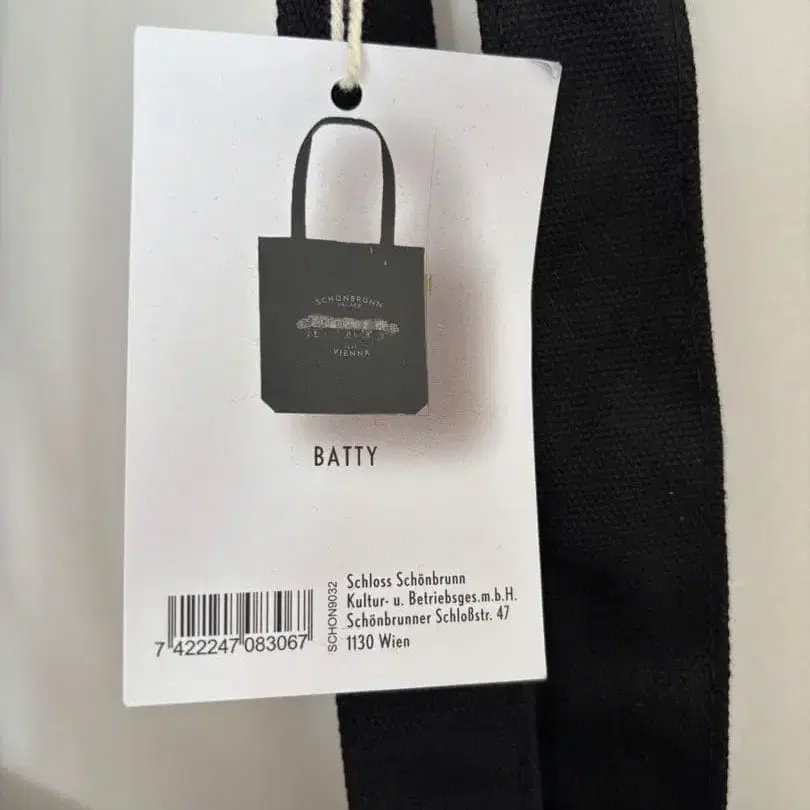 SCHÖNBRUNN
PALACE
VIENNA
BATTY
7 422247 083067
SCHON9032
Schloss Schönbrunn
Kultur- u. Betriebsges.m.b.H.
Schönbrunner Schloßstr. 47
1130 Wien